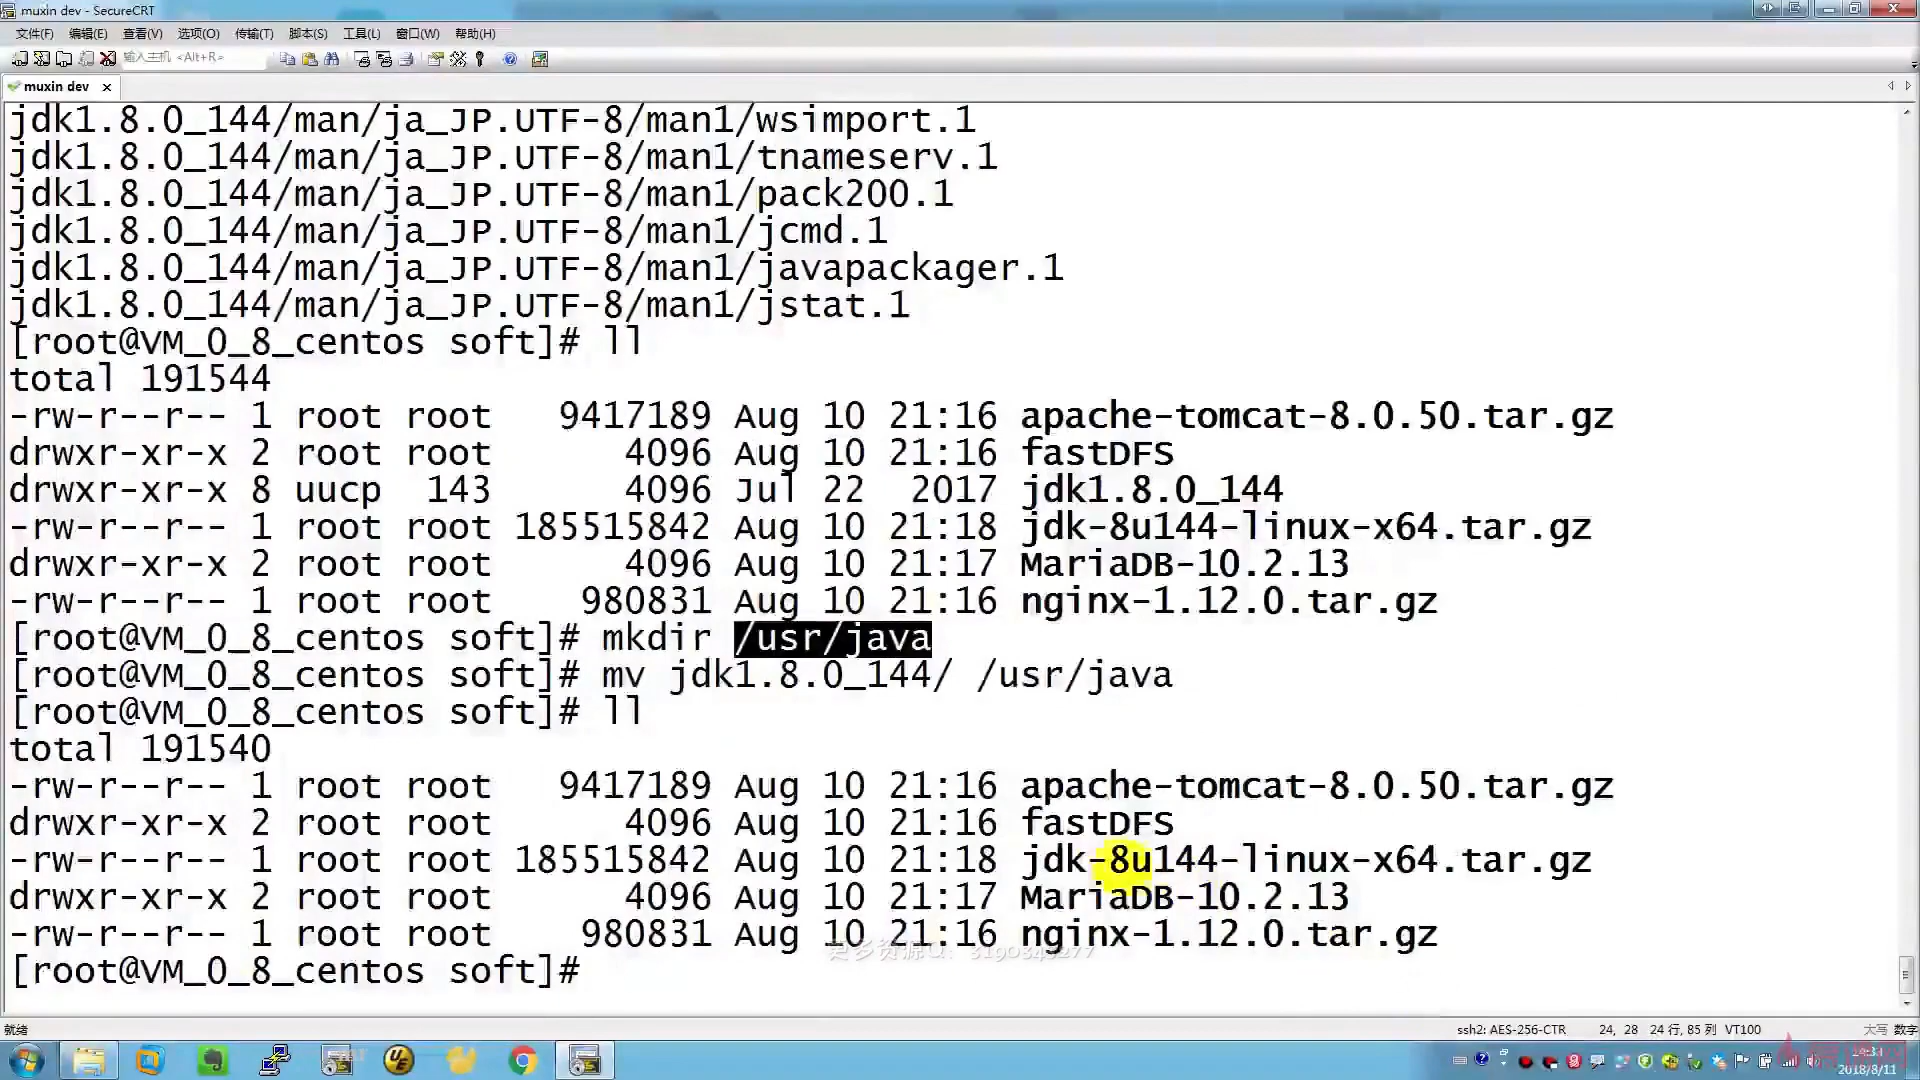 muxin dev - SecureCRT
文件(F) 编辑(E) 查看(V) 选项(O) 传输(T) 脚本(S) 工具(L) 窗口(W) 帮助(H)
输入主机 <Alt+R>
muxin dev
jdk1.8.0_144/man/ja_JP.UTF-8/man1/wsimport.1
jdk1.8.0_144/man/ja_JP.UTF-8/man1/tnameserv.1
jdk1.8.0_144/man/ja_JP.UTF-8/man1/pack200.1
jdk1.8.0_144/man/ja_JP.UTF-8/man1/jcmd.1
jdk1.8.0_144/man/ja_JP.UTF-8/man1/javapackager.1
jdk1.8.0_144/man/ja_JP.UTF-8/man1/jstat.1
[root@VM_0_8_centos soft]# ll
total 191544
-rw-r--r-- 1 root root 9417189 Aug 10 21:16 apache-tomcat-8.0.50.tar.gz
drwxr-xr-x 2 root root 4096 Aug 10 21:16 fastDFS
drwxr-xr-x 8 uucp 143 4096 Jul 22 2017 jdk1.8.0_144
-rw-r--r-- 1 root root 185515842 Aug 10 21:18 jdk-8u144-linux-x64.tar.gz
drwxr-xr-x 2 root root 4096 Aug 10 21:17 MariaDB-10.2.13
-rw-r--r-- 1 root root 980831 Aug 10 21:16 nginx-1.12.0.tar.gz
[root@VM_0_8_centos soft]# mkdir /usr/java
[root@VM_0_8_centos soft]# mv jdk1.8.0_144/ /usr/java
[root@VM_0_8_centos soft]# ll
total 191540
-rw-r--r-- 1 root root 9417189 Aug 10 21:16 apache-tomcat-8.0.50.tar.gz
drwxr-xr-x 2 root root 4096 Aug 10 21:16 fastDFS
-rw-r--r-- 1 root root 185515842 Aug 10 21:18 jdk-8u144-linux-x64.tar.gz
drwxr-xr-x 2 root root 4096 Aug 10 21:17 MariaDB-10.2.13
-rw-r--r-- 1 root root 980831 Aug 10 21:16 nginx-1.12.0.tar.gz
[root@VM_0_8_centos soft]#
就绪 ssh2: AES-256-CTR 24, 28 24 行, 85 列 VT100 大写 数字
2018/8/11